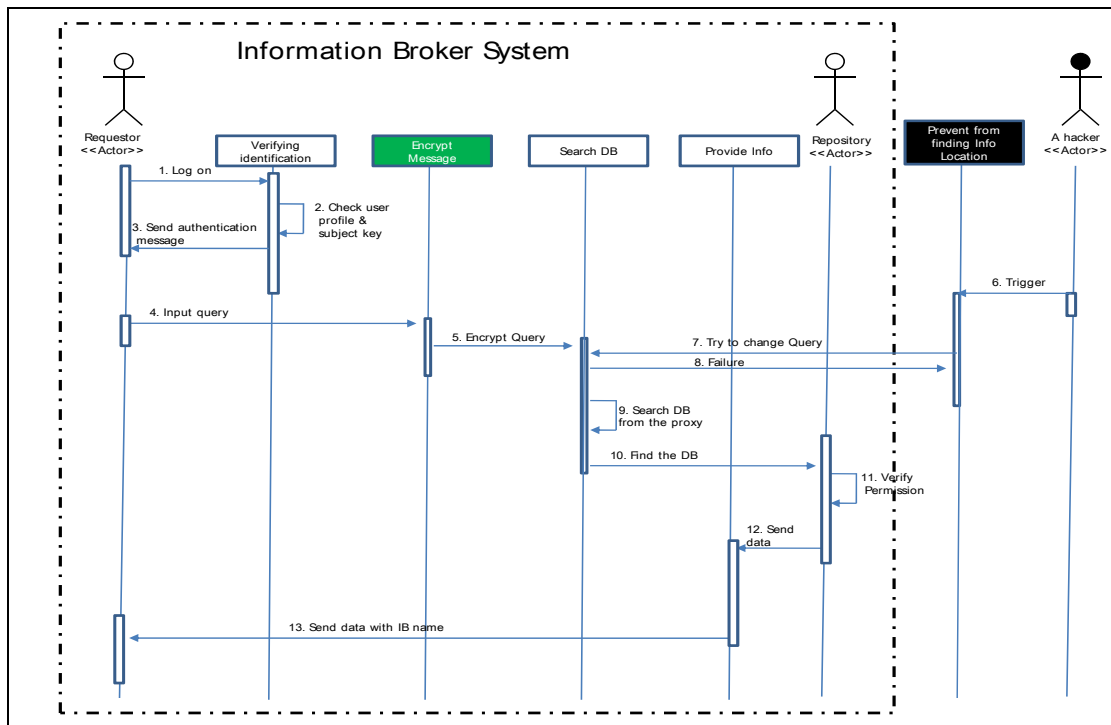 Information Broker System
Requestor
<<Actor>>
Verifying
identification
Encrypt
Message
Search DB
Provide Info
Repository
<<Actor>>
Prevent from
finding Info
Location
A hacker
<<Actor>>
1. Log on
2. Check user
profile &
subject key
3. Send authentication
message
4. Input query
5. Encrypt Query
6. Trigger
7. Try to change Query
8. Failure
9. Search DB
from the proxy
10. Find the DB
11. Verify
Permission
12. Send
data
13. Send data with IB name